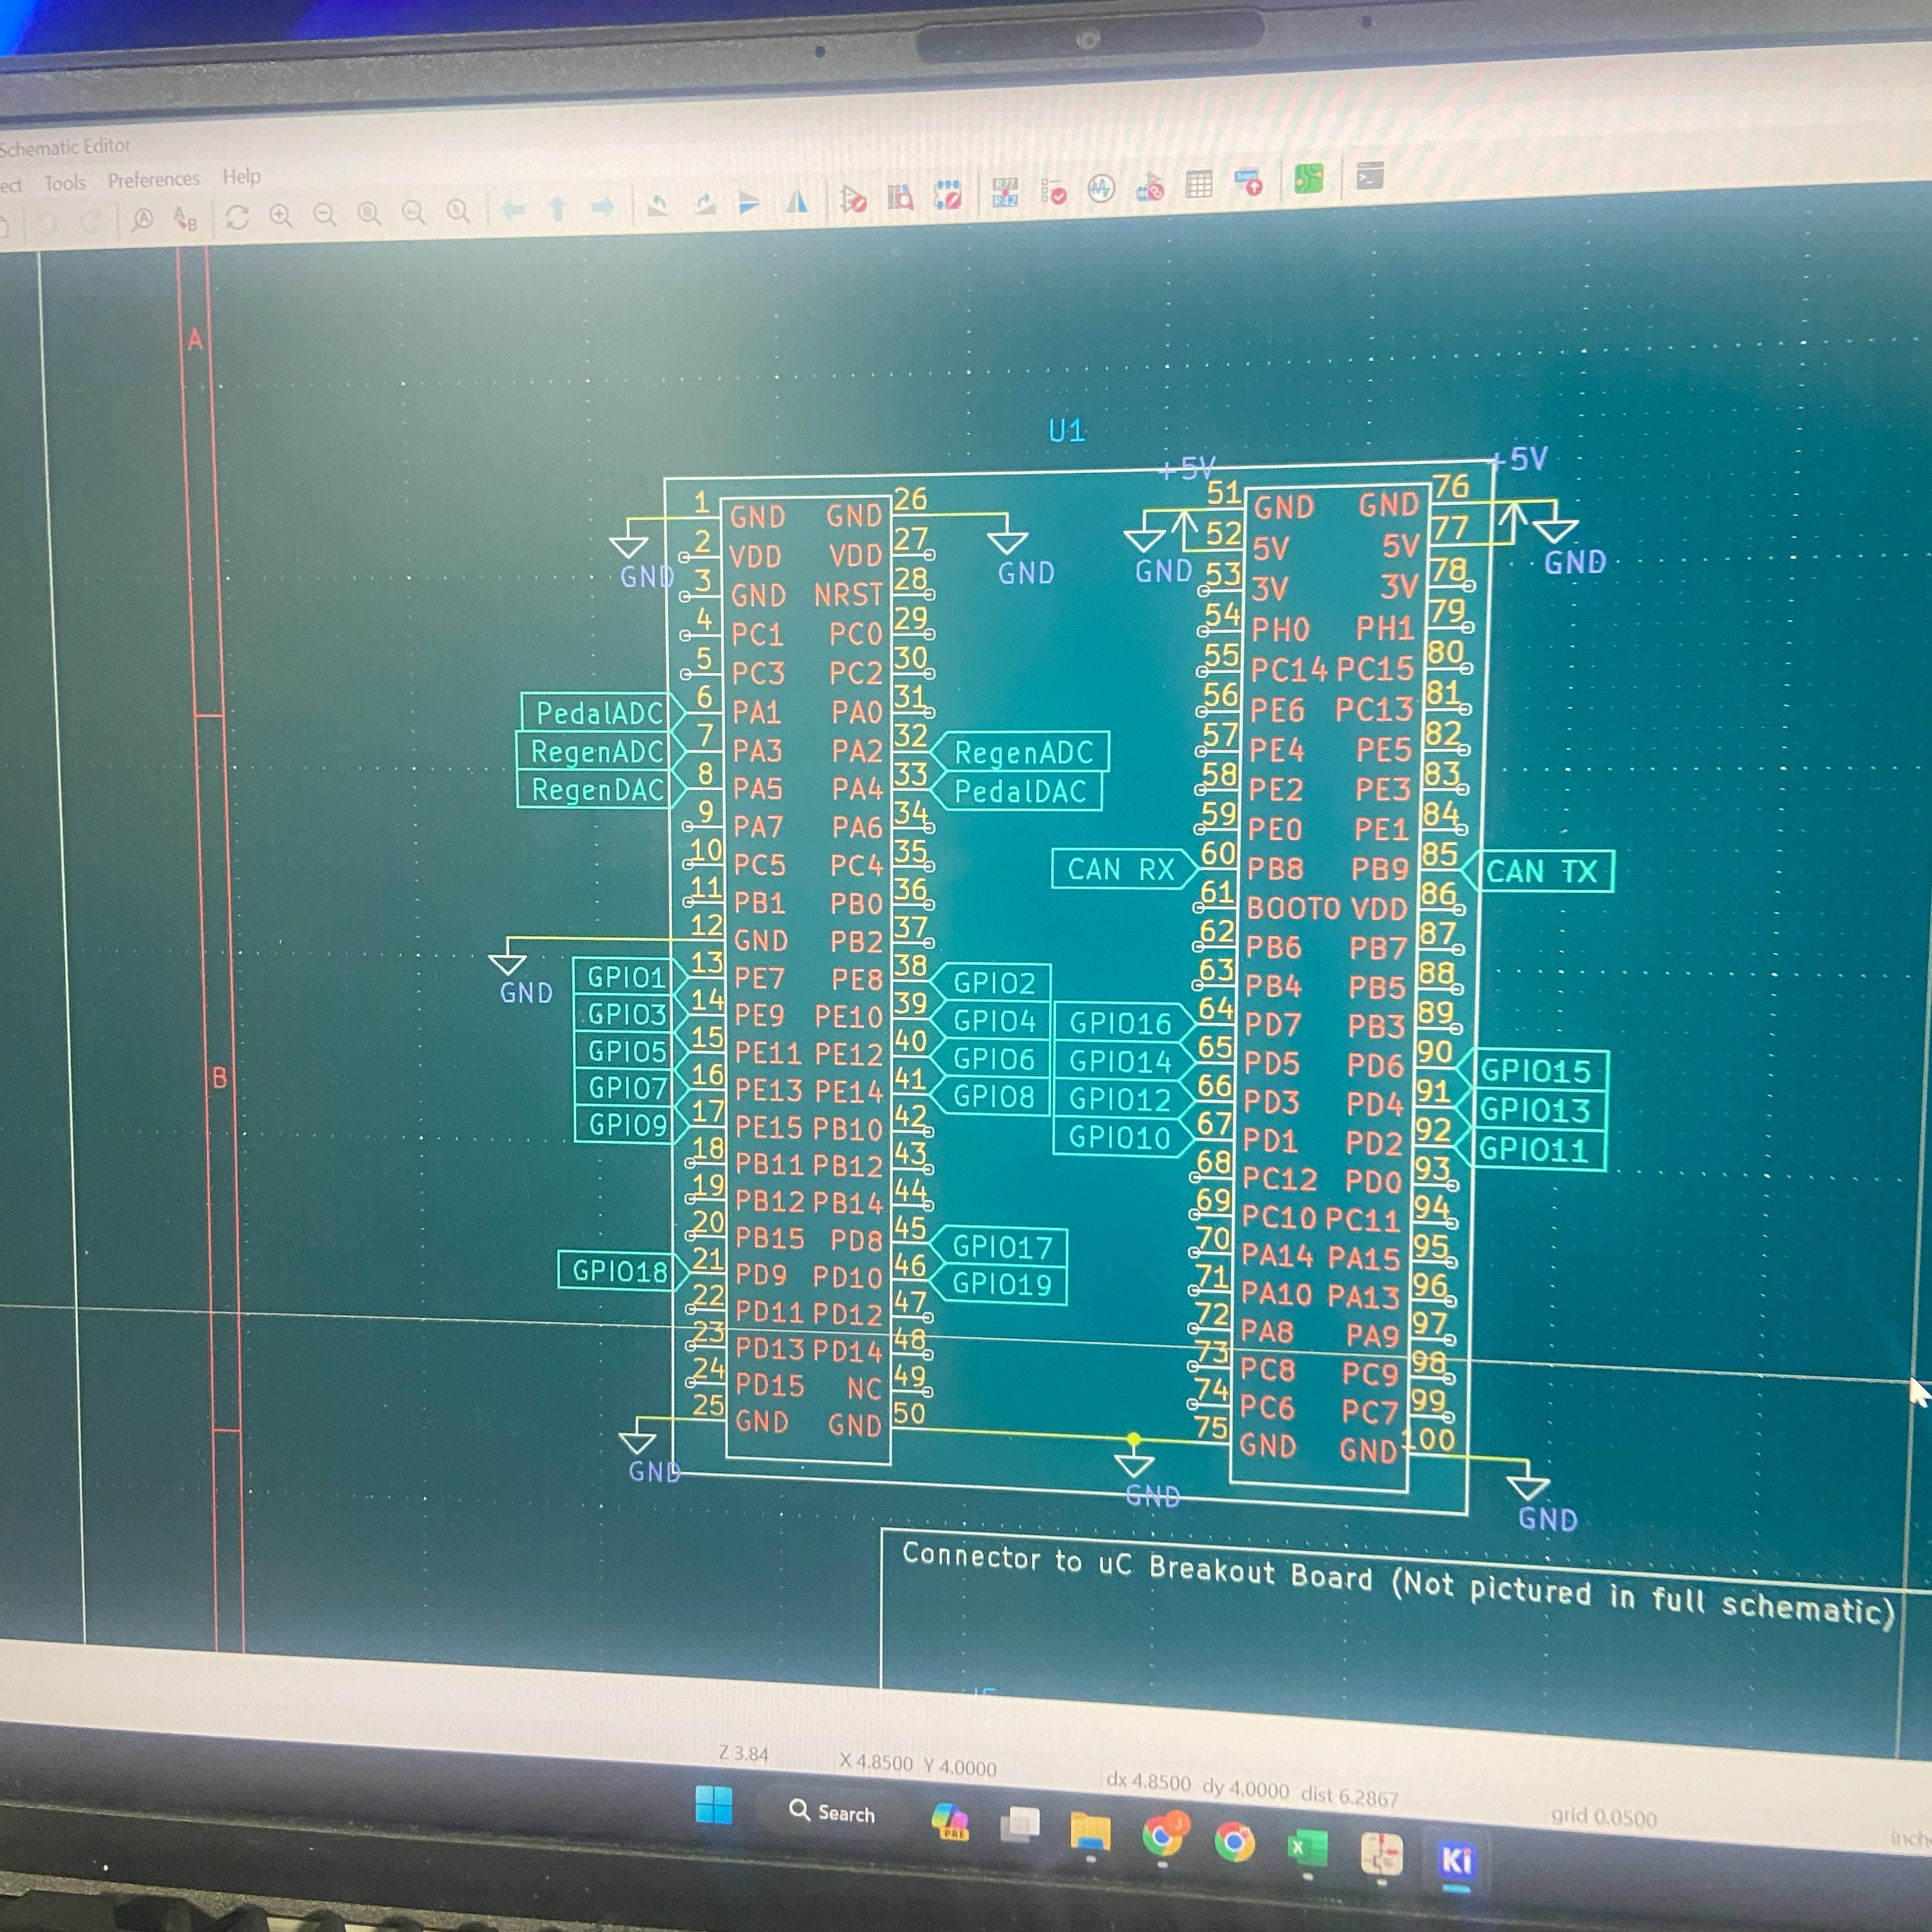 Schematic Editor
ect Tools Preferences Help
A
B
U1
+5V
+5V
1 GND GND 26
GND
GND
2 VDD VDD 27
3 GND NRST 28
4 PC1 PC0 29
5 PC3 PC2 30
PedalADC 6 PA1 PA0 31
RegenADC 7 PA3 PA2 32 RegenADC
RegenDAC 8 PA5 PA4 33 PedalDAC
9 PA7 PA6 34
10 PC5 PC4 35
11 PB1 PB0 36
12 GND PB2 37
GND
GPIO1 13 PE7 PE8 38 GPIO2
GPIO3 14 PE9 PE10 39 GPIO4
GPIO5 15 PE11 PE12 40 GPIO6
GPIO7 16 PE13 PE14 41 GPIO8
GPIO9 17 PE15 PB10 42
18 PB11 PB12 43
19 PB12 PB14 44
20 PB15 PD8 45 GPIO17
GPIO18 21 PD9 PD10 46 GPIO19
22 PD11 PD12 47
23 PD13 PD14 48
24 PD15 NC 49
25 GND GND 50
GND
GND
51 GND GND 76
GND
GND
52 5V 5V 77
53 3V 3V 78
54 PH0 PH1 79
55 PC14 PC15 80
56 PE6 PC13 81
57 PE4 PE5 82
58 PE2 PE3 83
59 PE0 PE1 84
CAN RX 60 PB8 PB9 85 CAN TX
61 BOOT0 VDD 86
62 PB6 PB7 87
63 PB4 PB5 88
GPIO16 64 PD7 PB3 89
GPIO14 65 PD5 PD6 90 GPIO15
GPIO12 66 PD3 PD4 91 GPIO13
GPIO10 67 PD1 PD2 92 GPIO11
68 PC12 PD0 93
69 PC10 PC11 94
70 PA14 PA15 95
71 PA10 PA13 96
72 PA8 PA9 97
73 PC8 PC9 98
74 PC6 PC7 99
75 GND GND 100
GND
Connector to uC Breakout Board (Not pictured in full schematic)
Z 3.84 X 4.8500 Y 4.0000 dx 4.8500 dy 4.0000 dist 6.2867 grid 0.0500 inch
Search
PRE
Ki